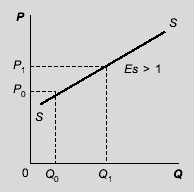 P
S
P₁
Es > 1
P₀
S
0 Q₀ Q₁ Q